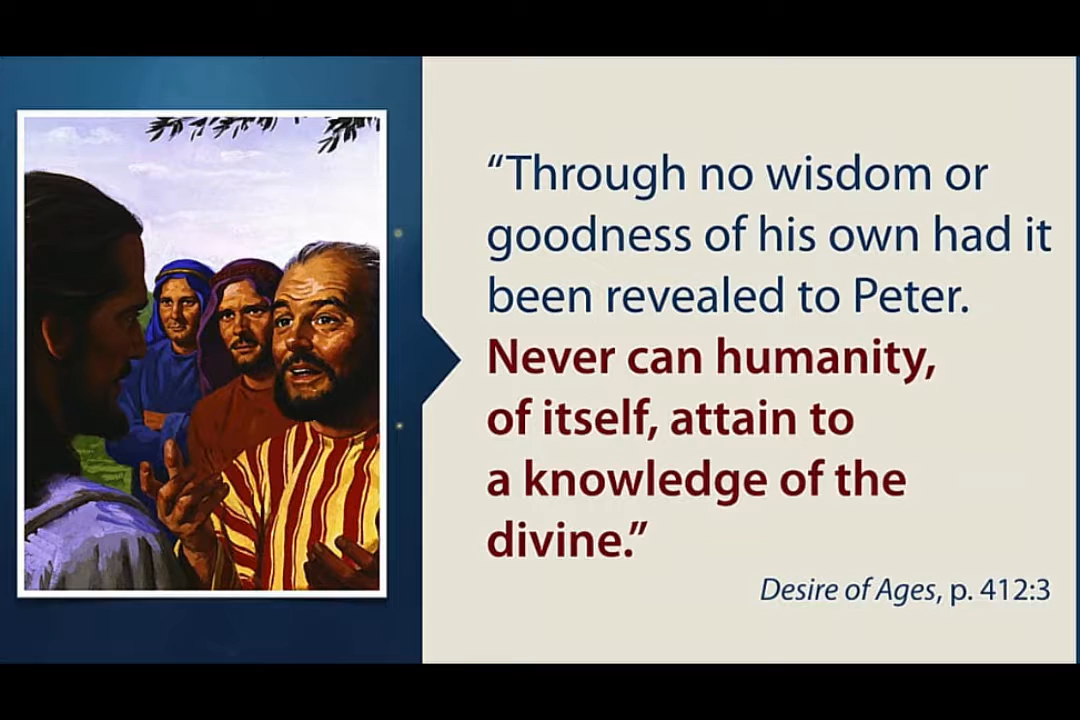 “Through no wisdom or
goodness of his own had it
been revealed to Peter.
Never can humanity,
of itself, attain to
a knowledge of the
divine.”
Desire of Ages, p. 412:3